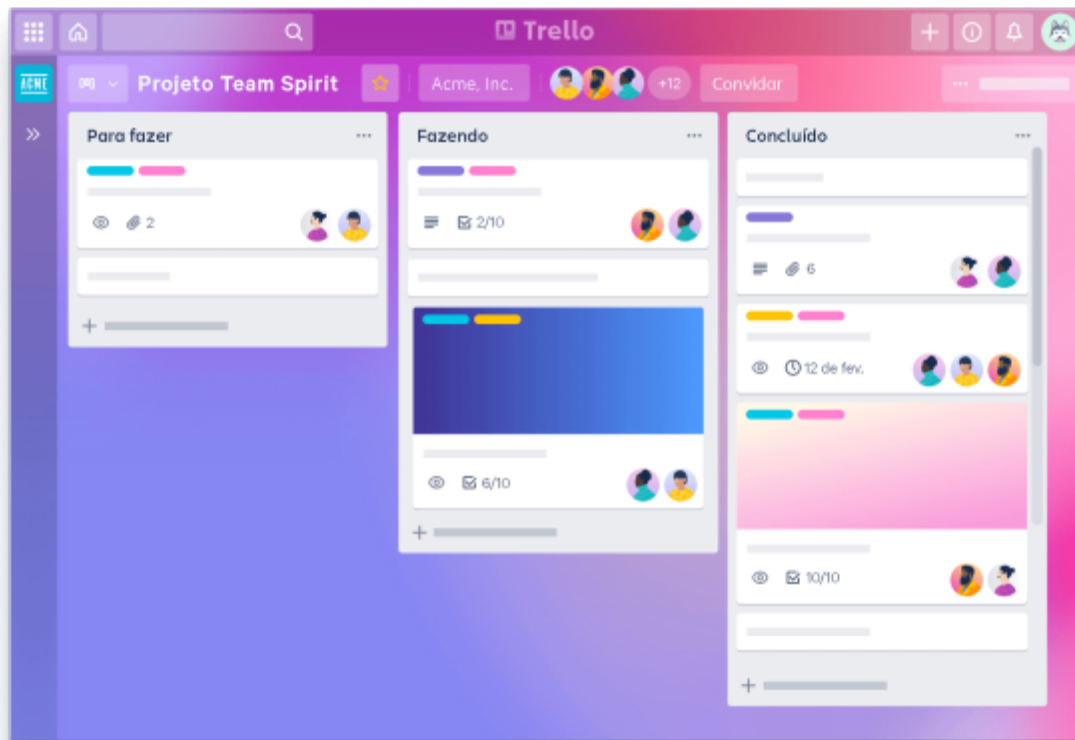 Trello
ACME
Projeto Team Spirit
Acme, Inc.
+12
Convidar
Para fazer
2
Fazendo
2/10
6/10
Concluído
6
12 de fev.
10/10